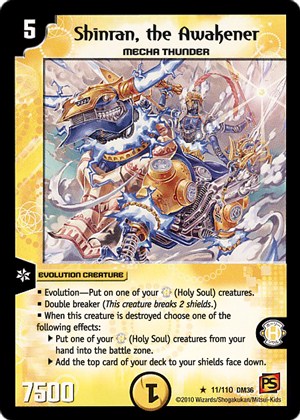 5
Shinran, the Awakener
MECHA THUNDER
EVOLUTION CREATURE
■ Evolution—Put on one of your (Holy Soul) creatures.
■ Double breaker (This creature breaks 2 shields.)
■ When this creature is destroyed choose one of the
following effects:
▶ Put one of your (Holy Soul) creatures from
your hand into the battle zone.
▶ Add the top card of your deck to your shields face down.
7500
1
★ 11/110 DM36
PS
©2010 Wizards/Shogakukan/Mitsui-Kids